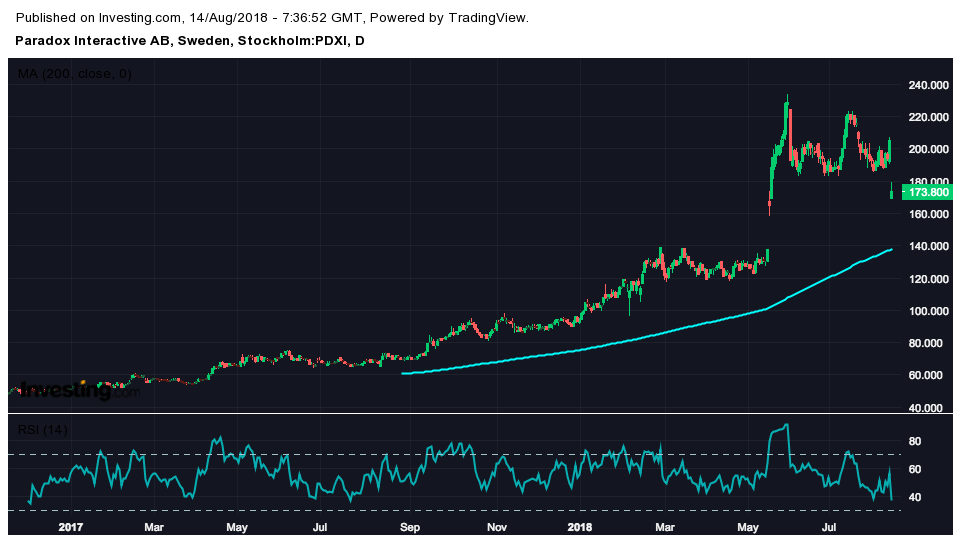 Published on Investing.com, 14/Aug/2018 - 7:36:52 GMT, Powered by TradingView.
Paradox Interactive AB, Sweden, Stockholm:PDXI, D
MA (200, close, 0)
240.000
220.000
200.000
180.000
173.800
160.000
140.000
120.000
100.000
80.000
60.000
40.000
Investing.com
RSI (14)
80
60
40
2017 Mar May Jul Sep Nov 2018 Mar May Jul